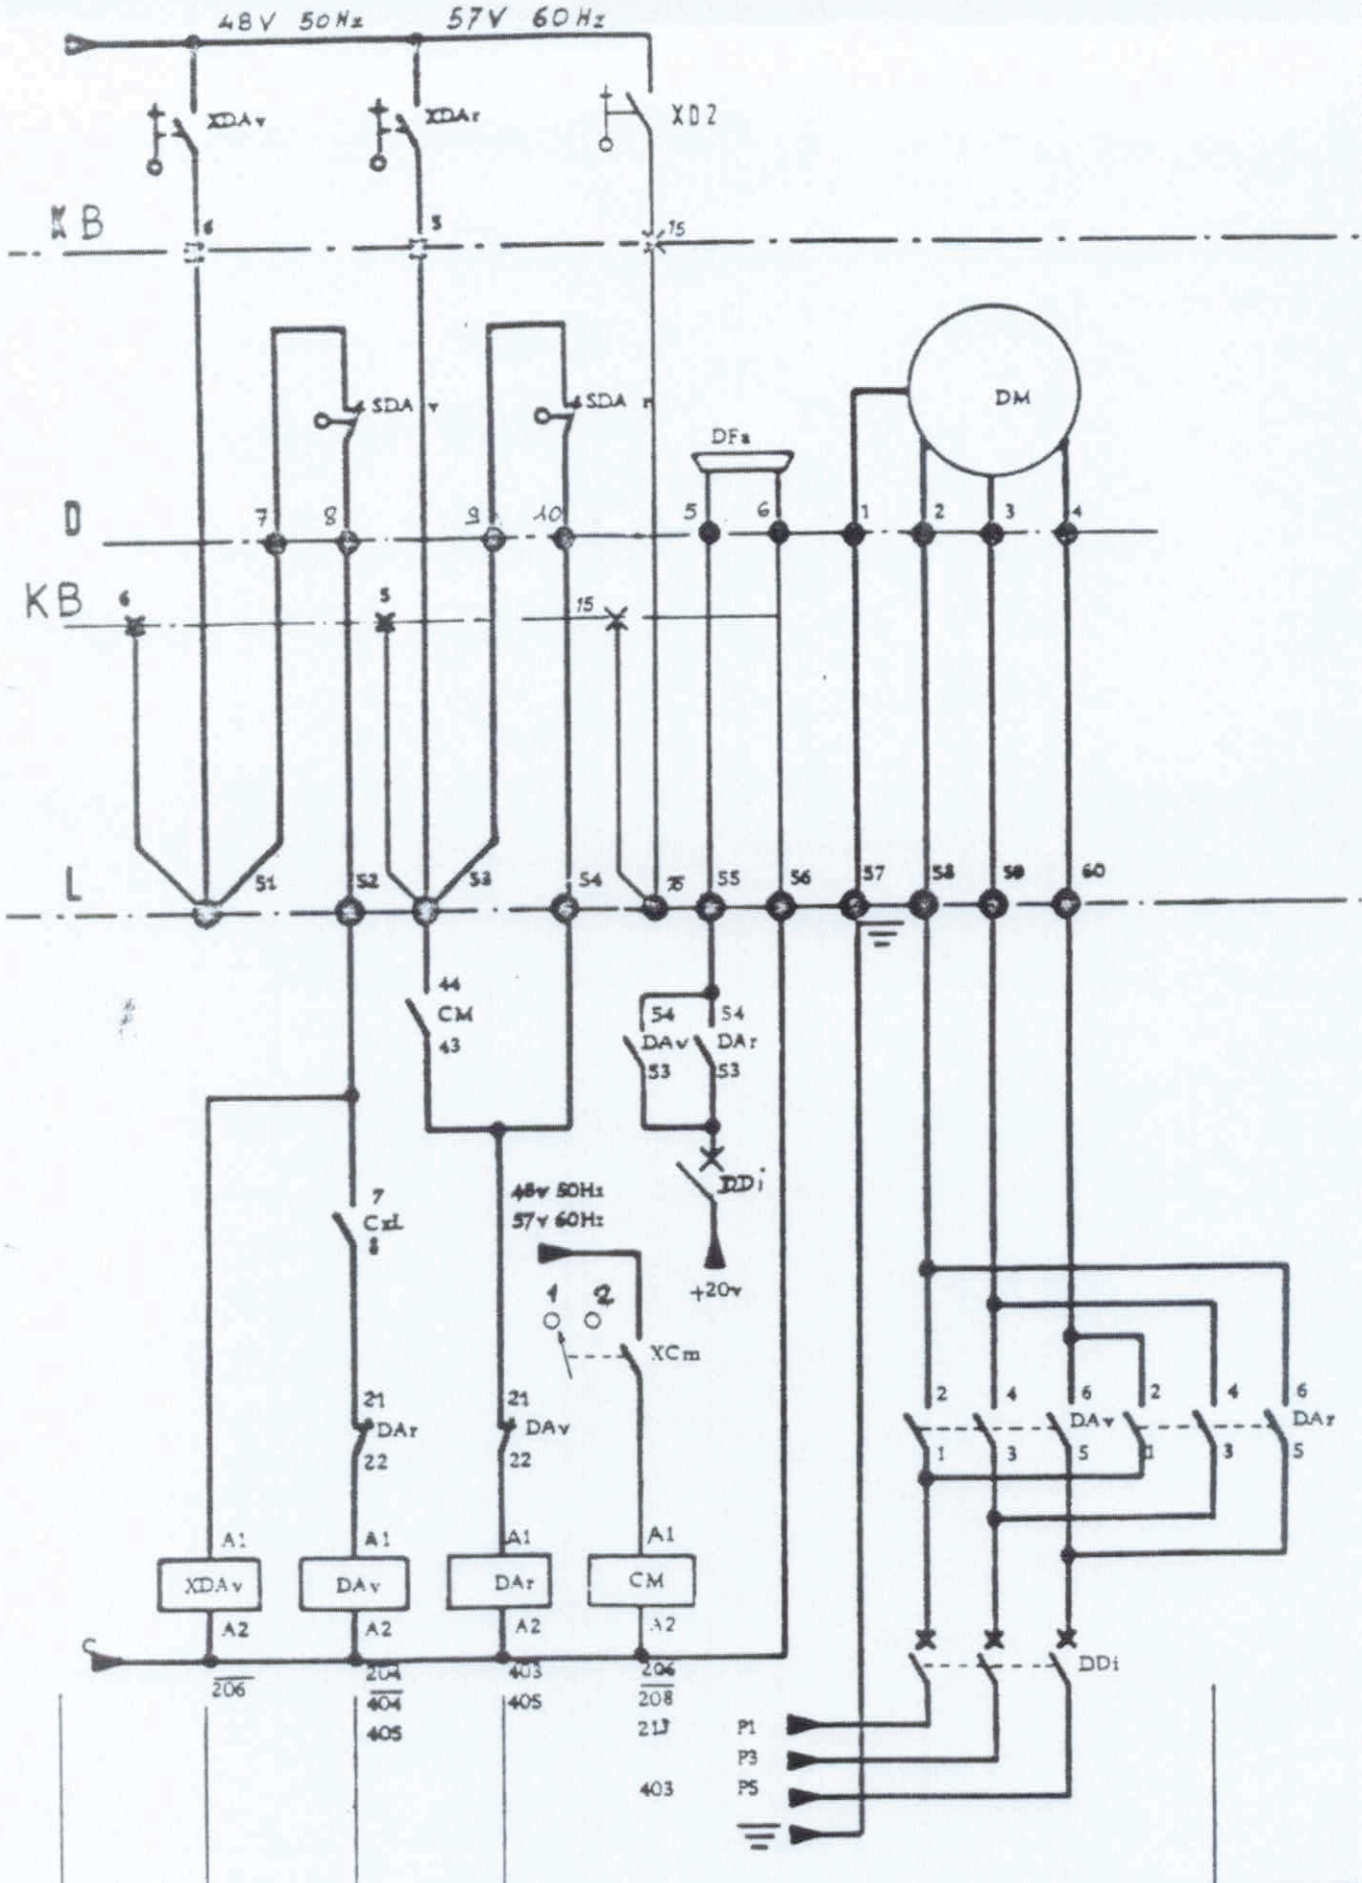 48V 50Hz 57V 60Hz
XDAv XDAr XD2
KB 6 5 15
SDA v SDA r
DM
DFa
D 7 8 9 10 5 6 1 2 3 4
KB 6 5 15
L 51 52 53 54 55 56 57 58 59 60
44
CM
43
54 54
DAv DAr
53 53
7
CxL
8
48v 50Hz
57v 60Hz
DDi
+20v
1 2
XCm
21 21
DAr DAv
22 22
2 4 6 2 4 6
DAv DAr
1 3 5 1 3 5
A1 A1 A1 A1
XDAv DAv DAr CM
A2 A2 A2 A2
C
DDi
206 204 403 206
404 405 208
405 213 P1
P3
403 P5